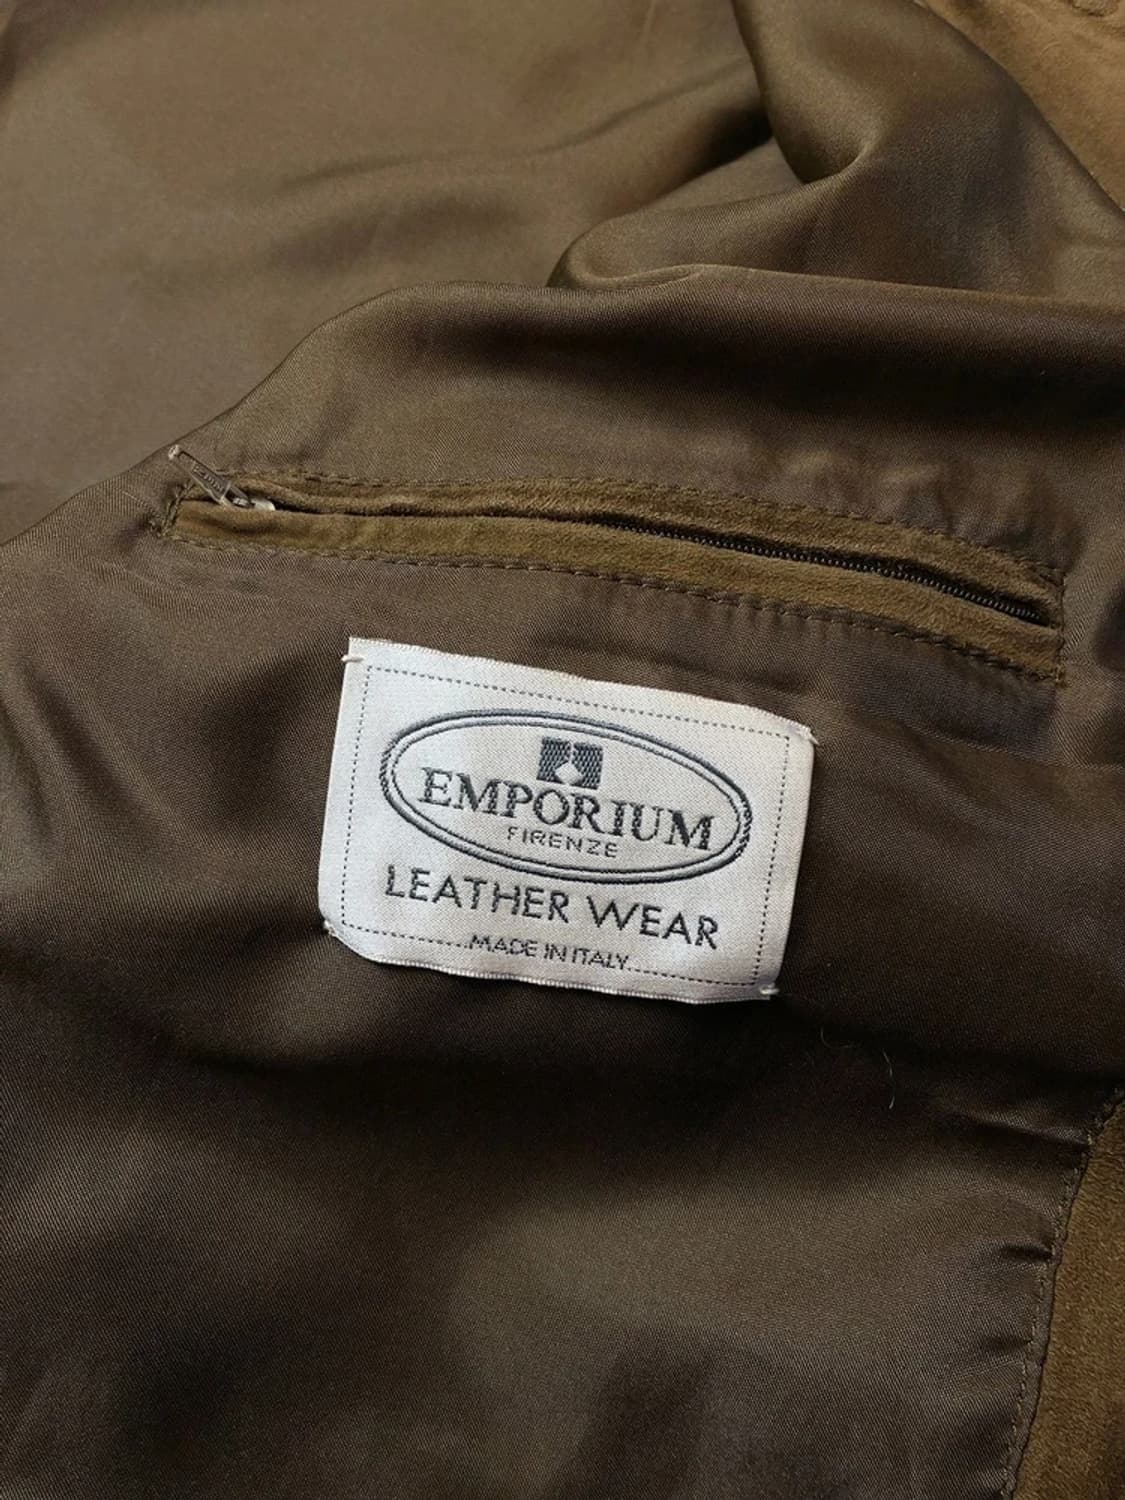 EMPORIUM
FIRENZE
LEATHER WEAR
MADE IN ITALY